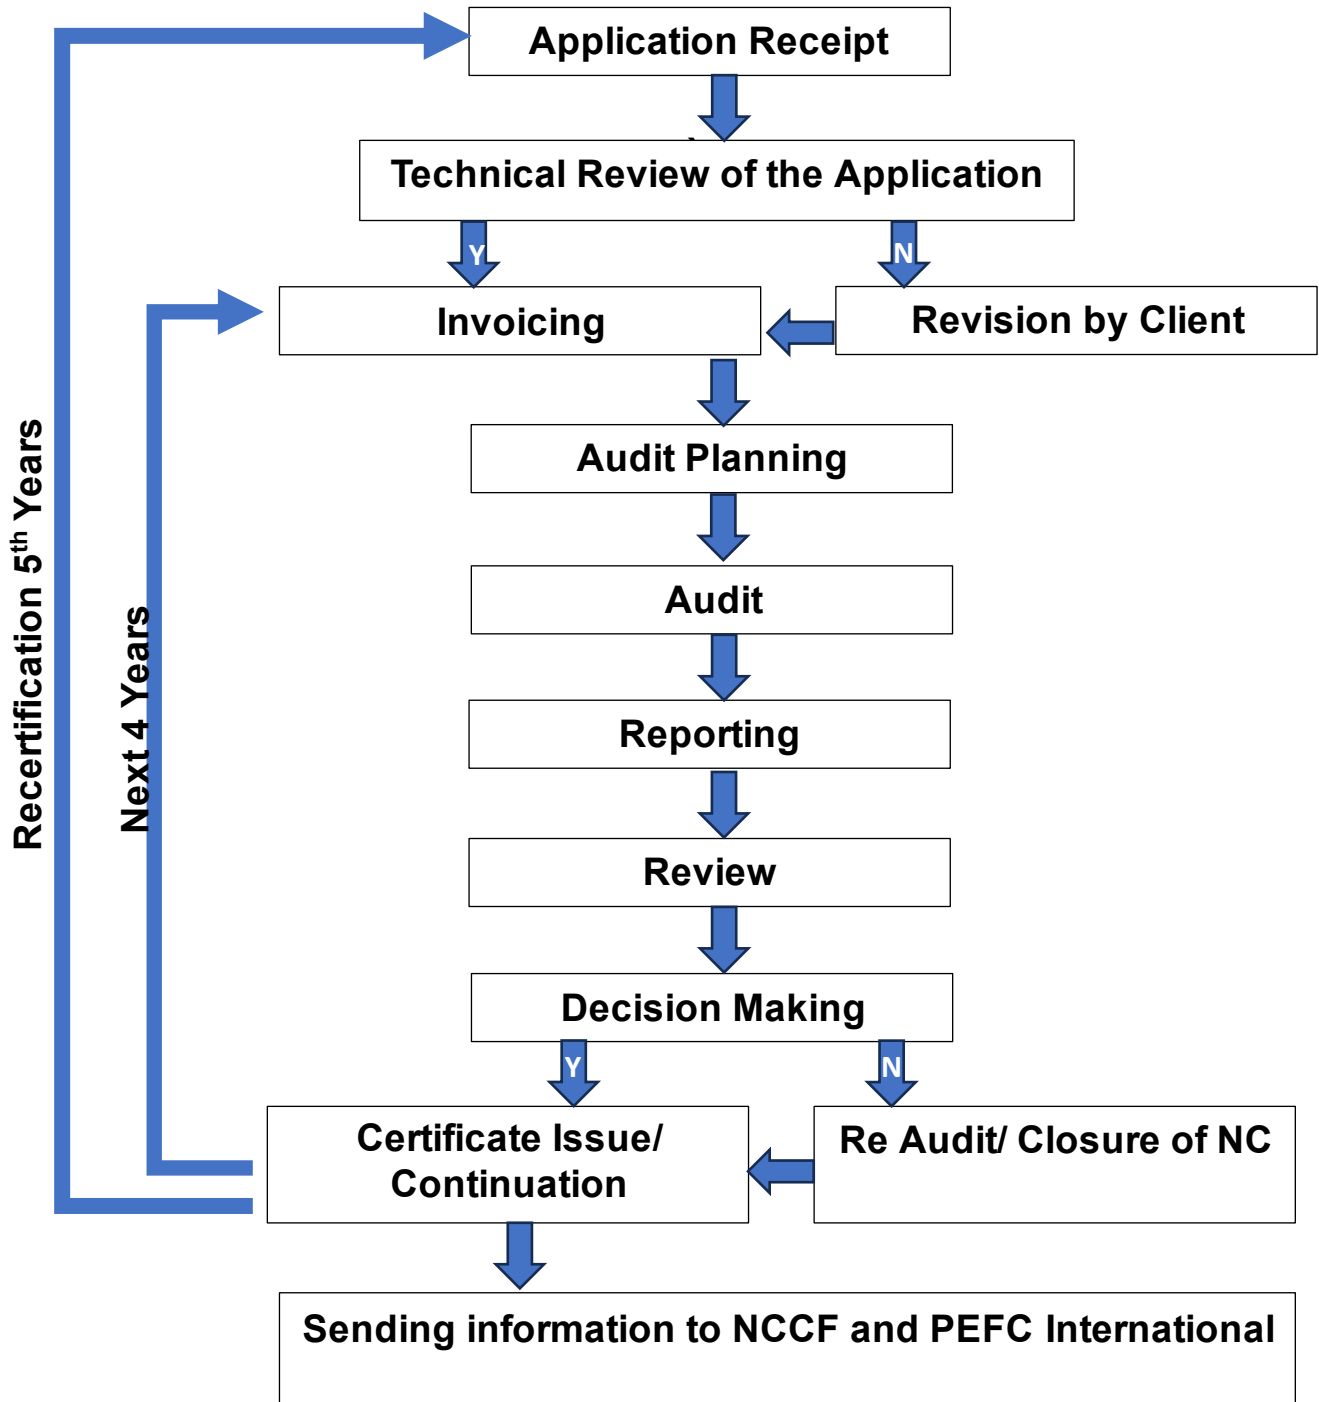 Application Receipt
Technical Review of the Application
Y
N
Invoicing
Revision by Client
Audit Planning
Audit
Reporting
Review
Decision Making
Y
N
Certificate Issue/
Continuation
Re Audit/ Closure of NC
Sending information to NCCF and PEFC International
Recertification 5th Years
Next 4 Years